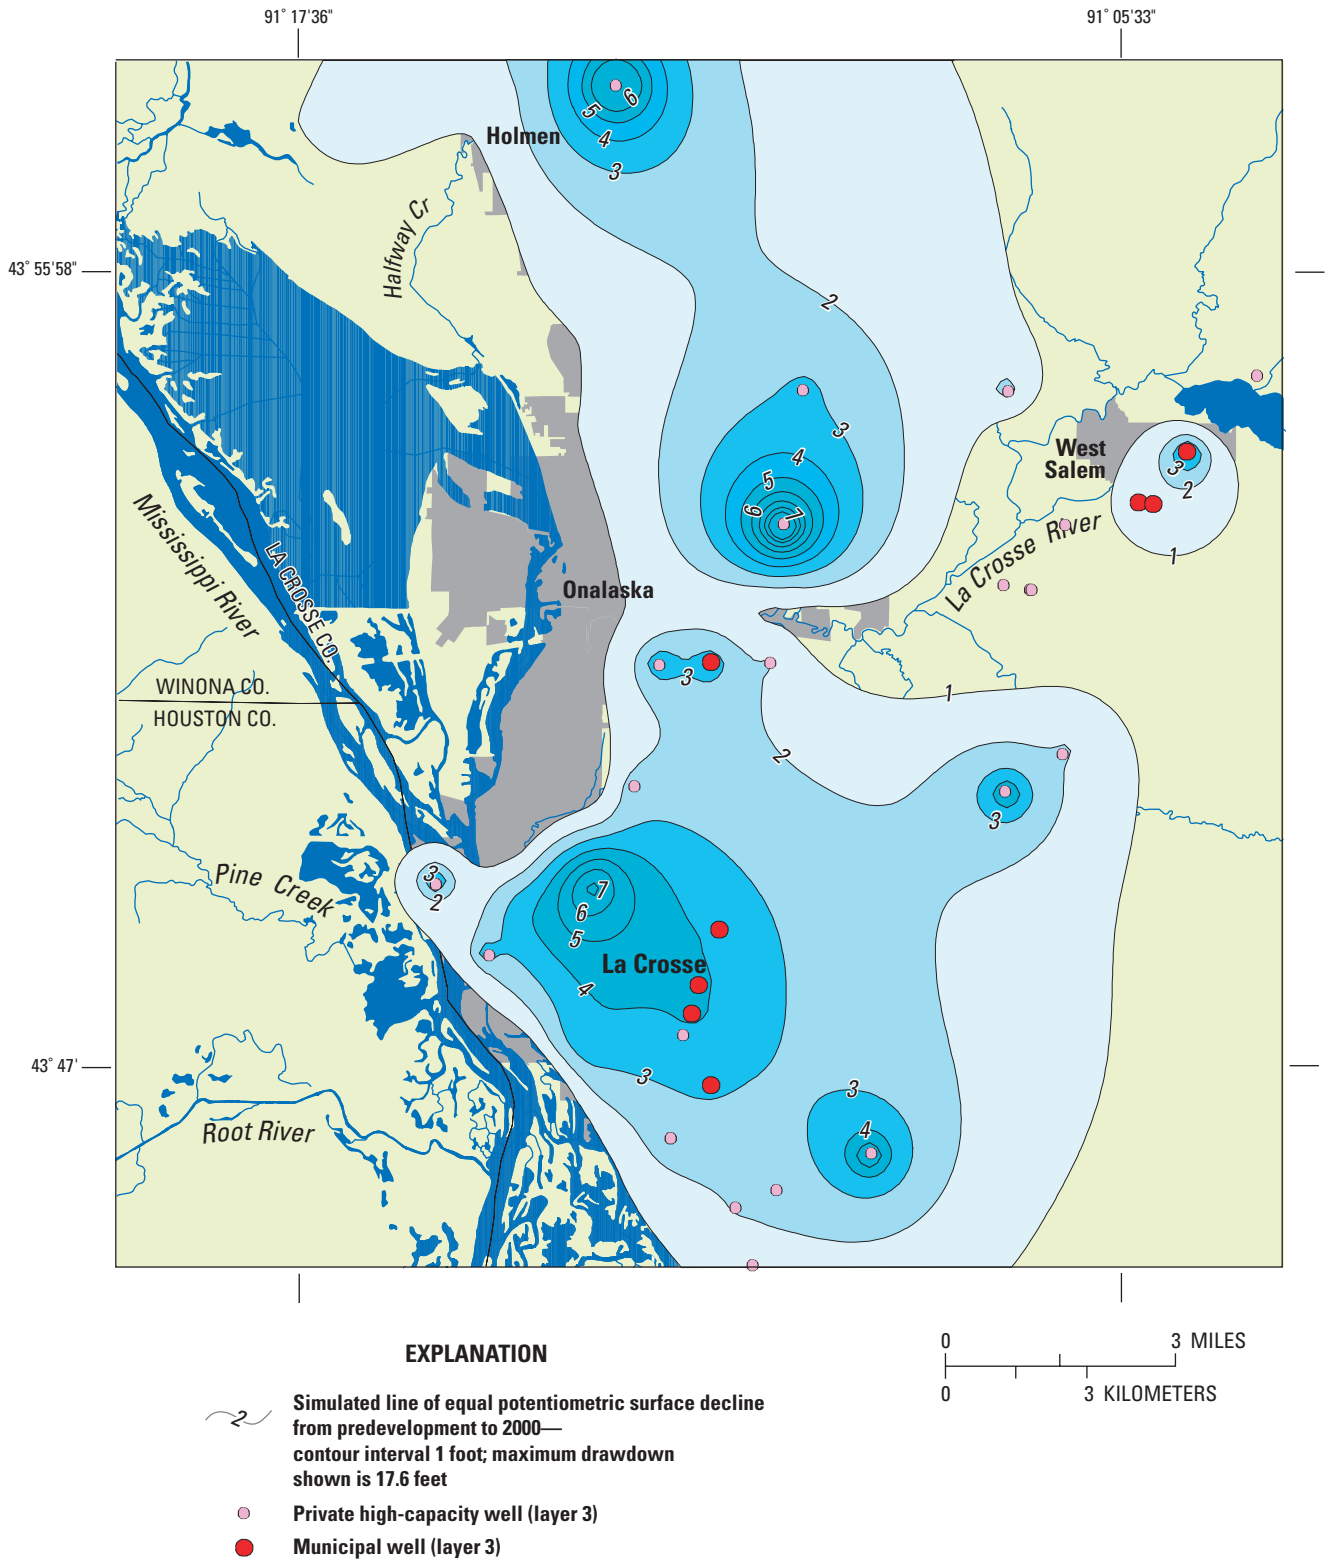 91° 17'36"
91° 05'33"
6
5
4
Holmen
3
Halfway Cr
43° 55'58"
2
3
4
5
6
7
West
Salem
3
2
1
La Crosse River
Mississippi River
LA CROSSE CO.
Onalaska
3
1
WINONA CO.
HOUSTON CO.
2
3
Pine Creek
3
2
7
6
5
La Crosse
4
43° 47'
3
3
4
Root River
EXPLANATION
0 3 MILES
0 3 KILOMETERS
2
Simulated line of equal potentiometric surface decline
from predevelopment to 2000—
contour interval 1 foot; maximum drawdown
shown is 17.6 feet
Private high-capacity well (layer 3)
Municipal well (layer 3)